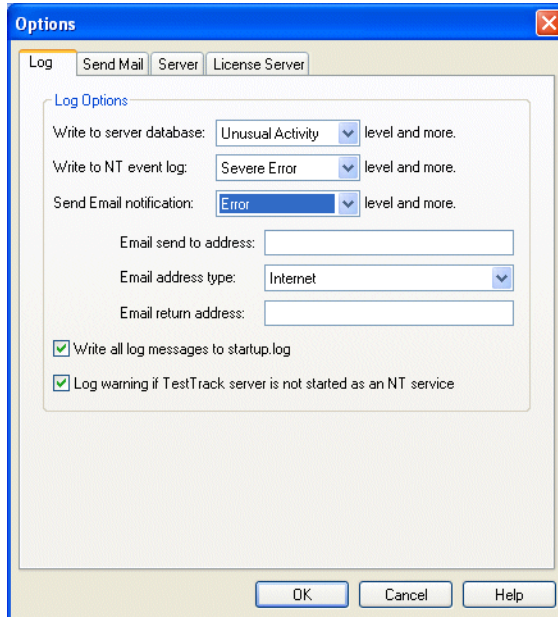 Options
Log Send Mail Server License Server
Log Options
Write to server database: Unusual Activity level and more.
Write to NT event log: Severe Error level and more.
Send Email notification: Error level and more.
Email send to address:
Email address type: Internet
Email return address:
Write all log messages to startup.log
Log warning if TestTrack server is not started as an NT service
OK Cancel Help